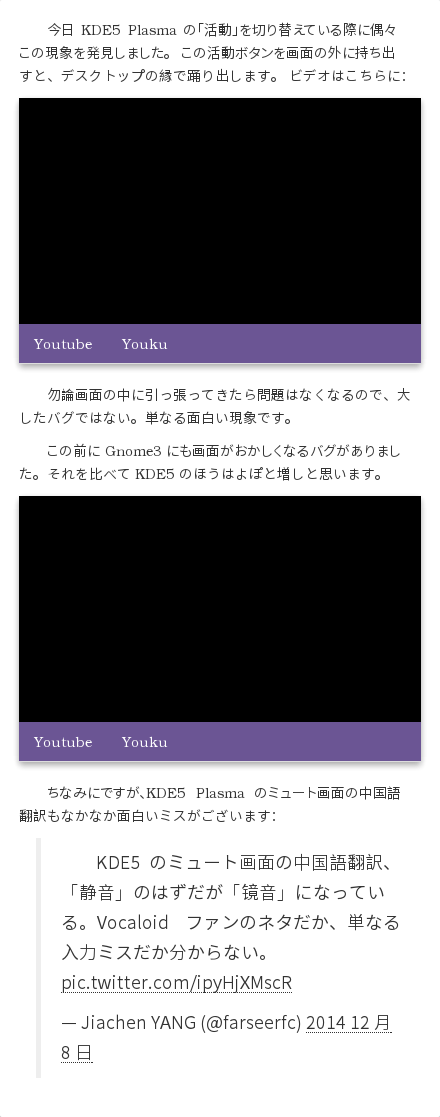 今日 KDE5 Plasma の「活動」を切り替えている際に偶々
この現象を発見しました。 この活動ボタンを画面の外に持ち出
すと、デスクトップの縁で踊り出します。 ビデオはこちらに：
Youtube Youku
勿論画面の中に引っ張ってきたら問題はなくなるので、大
したバグではない。単なる面白い現象です。
この前に Gnome3 にも画面がおかしくなるバグがありまし
た。それを比べて KDE5 のほうはよぽと増しと思います。
Youtube Youku
ちなみにですが、KDE5 Plasma のミュート画面の中国語
翻訳もなかなか面白いミスがございます：
KDE5 のミュート画面の中国語翻訳、
「静音」のはずだが「镜音」になってい
る。Vocaloid　ファンのネタだか、単なる
入力ミスだか分からない。
pic.twitter.com/ipyHjXMscR
— Jiachen YANG (@farseerfc) 2014 12 月
8 日